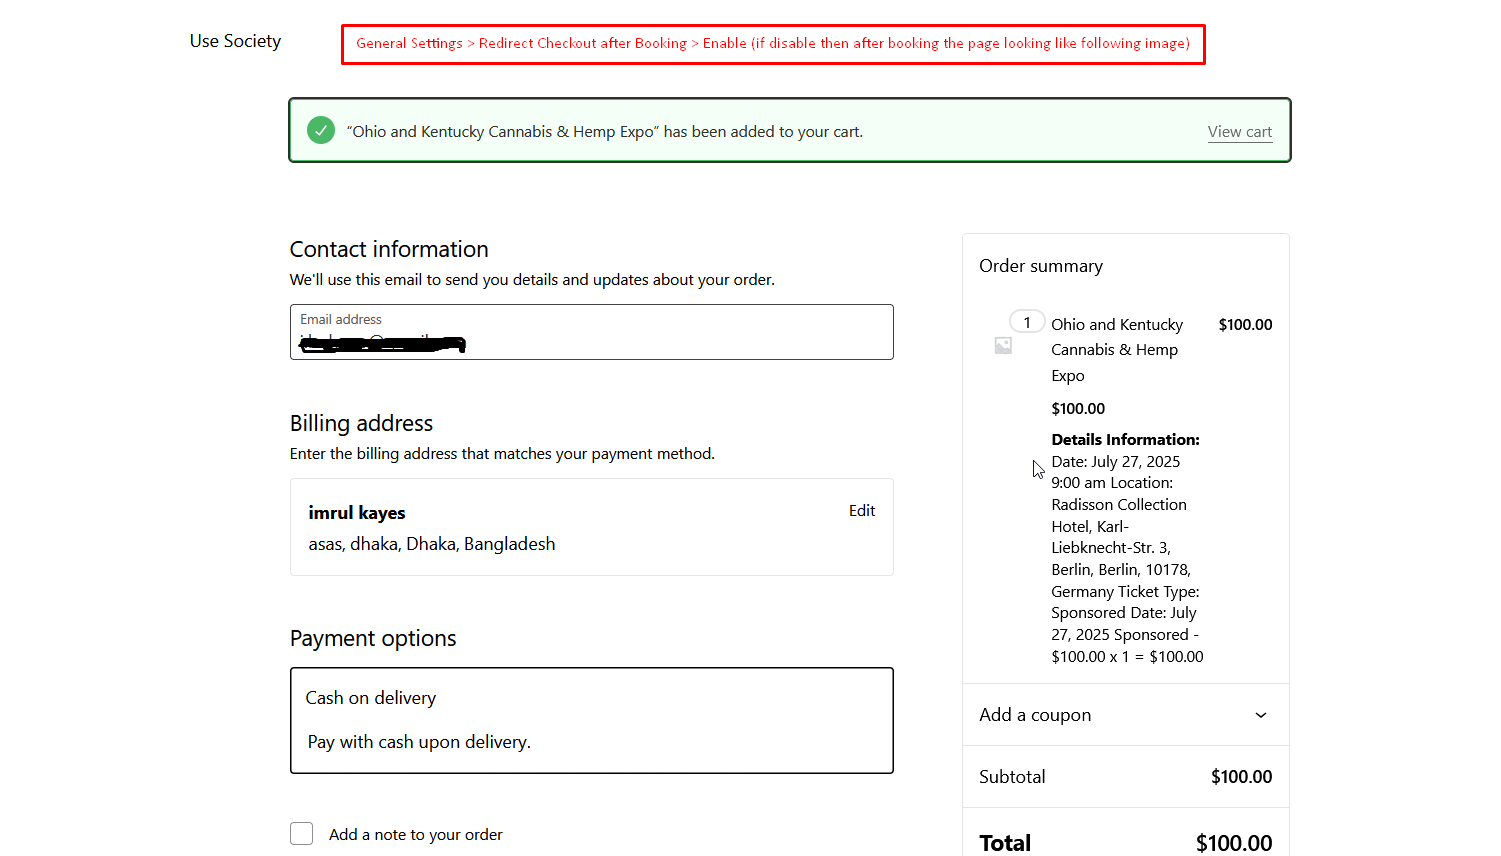 Use Society
General Settings > Redirect Checkout after Booking > Enable (if disable then after booking the page looking like following image)
“Ohio and Kentucky Cannabis & Hemp Expo” has been added to your cart.
View cart
Contact information
We'll use this email to send you details and updates about your order.
Email address
Billing address
Enter the billing address that matches your payment method.
imrul kayes
Edit
asas, dhaka, Dhaka, Bangladesh
Payment options
Cash on delivery
Pay with cash upon delivery.
Add a note to your order
Order summary
1
Ohio and Kentucky
$100.00
Cannabis & Hemp
Expo
$100.00
Details Information:
Date: July 27, 2025
9:00 am Location:
Radisson Collection
Hotel, Karl-
Liebknecht-Str. 3,
Berlin, Berlin, 10178,
Germany Ticket Type:
Sponsored Date: July
27, 2025 Sponsored -
$100.00 x 1 = $100.00
Add a coupon
Subtotal
$100.00
Total
$100.00